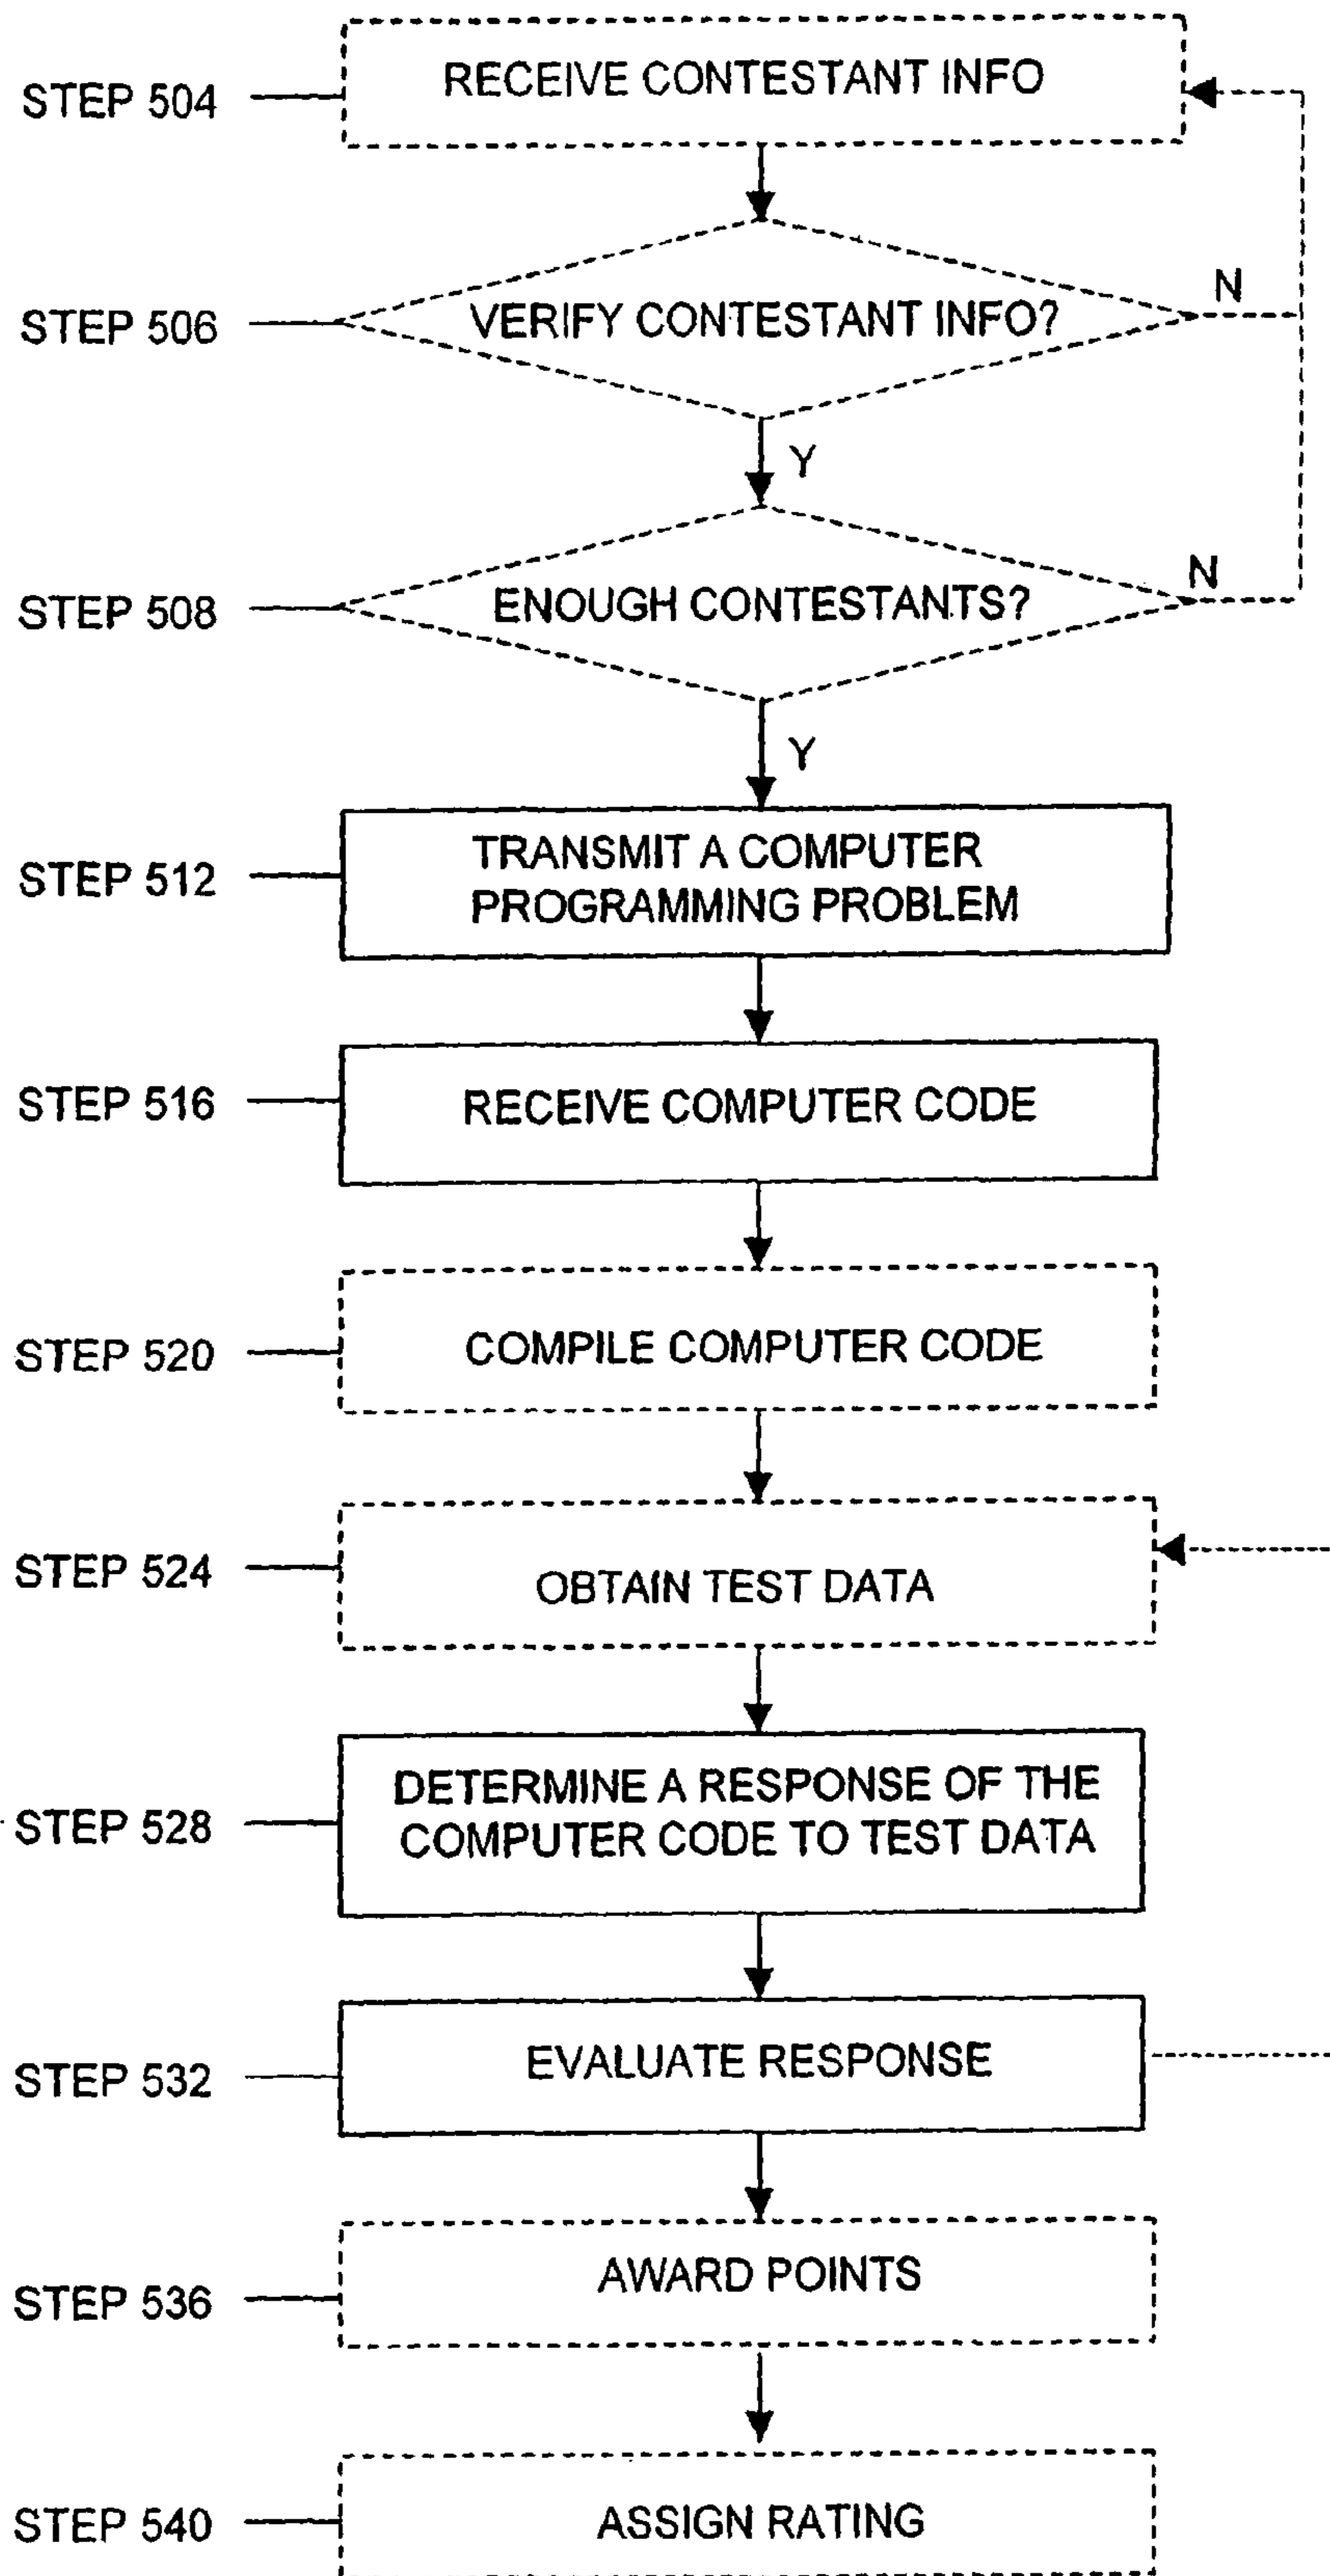 RECEIVE CONTESTANT INFO
STEP 504
N
VERIFY CONTESTANT INFO?
STEP 506
Y
N
ENOUGH CONTESTANTS?
STEP 508
Y
TRANSMIT A COMPUTER
PROGRAMMING PROBLEM
STEP 512
RECEIVE COMPUTER CODE
STEP 516
COMPILE COMPUTER CODE
STEP 520
STEP 524
OBTAIN TEST DATA
DETERMINE A RESPONSE OF THE
COMPUTER CODE TO TEST DATA
STEP 528
EVALUATE RESPONSE
STEP 532
AWARD POINTS
STEP 536
ASSIGN RATING
STEP 540